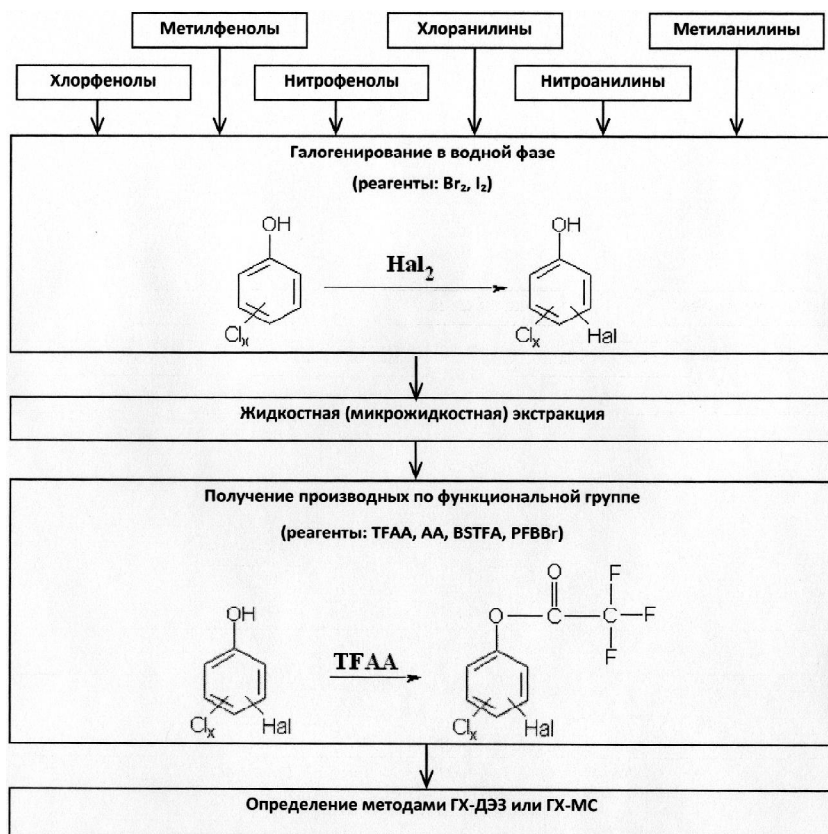 Метилфенолы
Хлоранилины
Метиланилины
Хлорфенолы
Нитрофенолы
Нитроанилины
Галогенирование в водной фазе
(реагенты: Br₂, I₂)
OH
OH
Hal₂
Clₓ
Clₓ
Hal
Жидкостная (микрожидкостная) экстракция
Получение производных по функциональной группе
(реагенты: TFAA, AA, BSTFA, PFBBr)
O
F
OH
O
C
C
F
F
TFAA
Clₓ
Hal
Clₓ
Hal
Определение методами ГХ-ДЭЗ или ГХ-МС